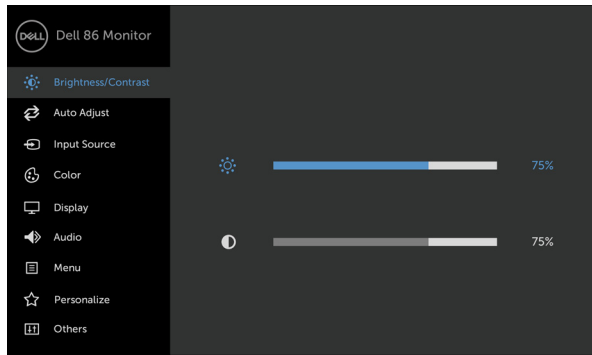 DELL
Dell 86 Monitor
Brightness/Contrast
Auto Adjust
Input Source
Color
Display
Audio
Menu
Personalize
Others
75%
75%